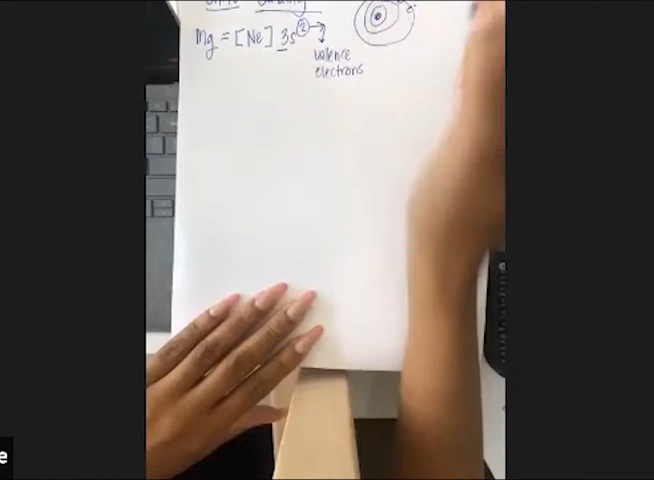 Mg = [Ne] 3s②→
valence
electrons
e